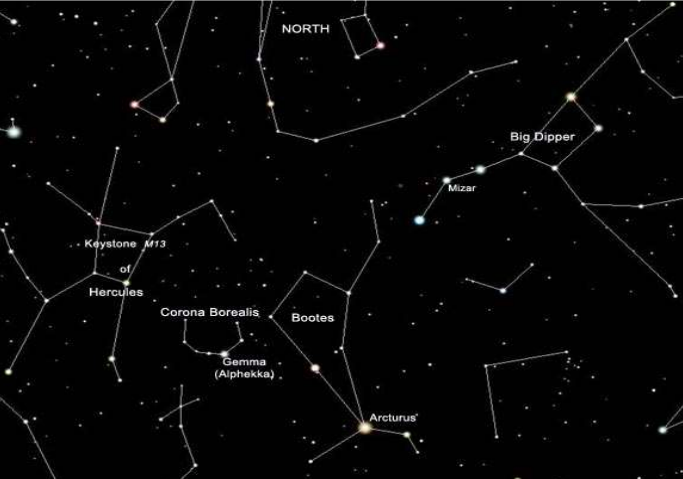 NORTH
Big Dipper
Mizar
Keystone M13
of
Hercules
Corona Borealis
Bootes
Gemma
(Alphekka)
Arcturus'